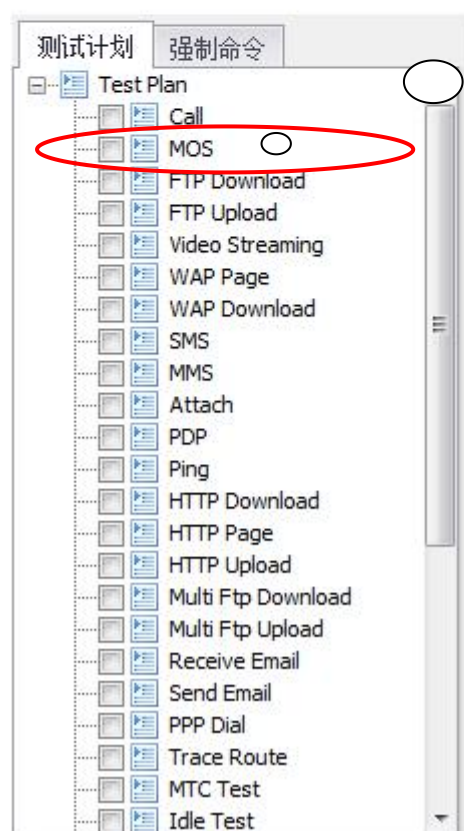 测试计划 强制命令
Test Plan
Call
MOS
FTP Download
FTP Upload
Video Streaming
WAP Page
WAP Download
SMS
MMS
Attach
PDP
Ping
HTTP Download
HTTP Page
HTTP Upload
Multi Ftp Download
Multi Ftp Upload
Receive Email
Send Email
PPP Dial
Trace Route
MTC Test
Idle Test